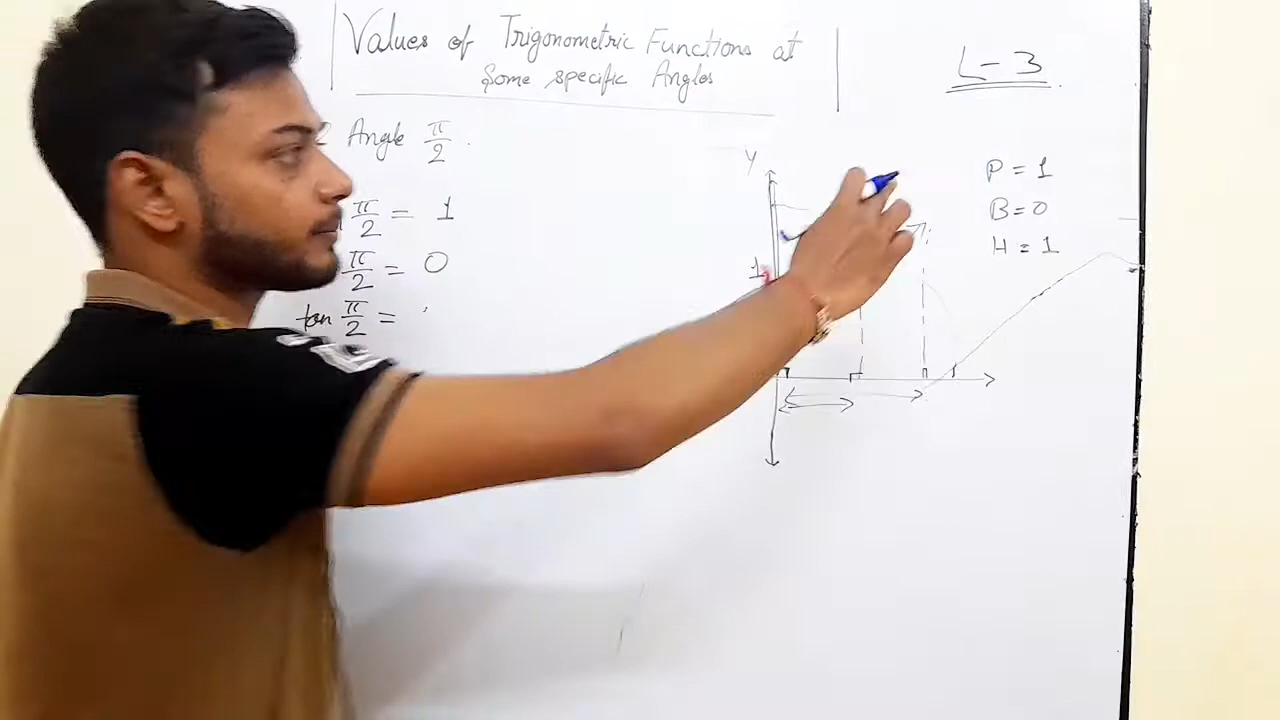 Values of Trigonometric Functions at
Some specific Angles
L-3
Angle π/2.
π/2 = 1
π/2 = 0
tan π/2 =
Y
1
P = 1
B = 0
H = 1